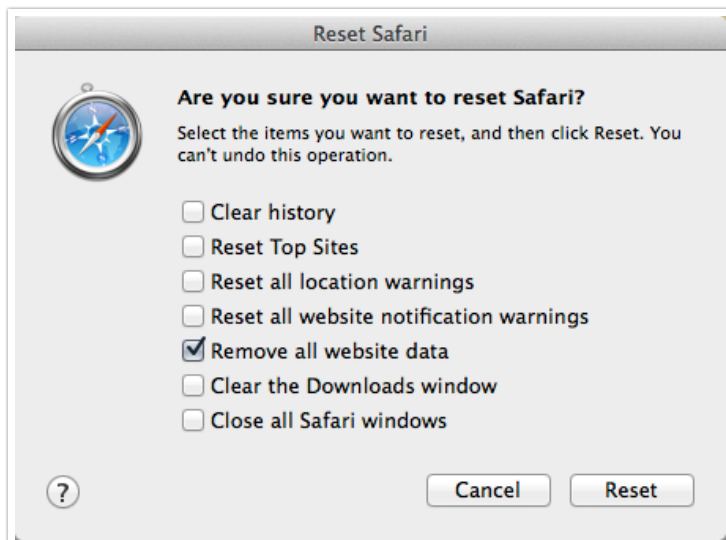 Reset Safari
Are you sure you want to reset Safari?
Select the items you want to reset, and then click Reset. You
can't undo this operation.
Clear history
Reset Top Sites
Reset all location warnings
Reset all website notification warnings
Remove all website data
Clear the Downloads window
Close all Safari windows
?
Cancel
Reset